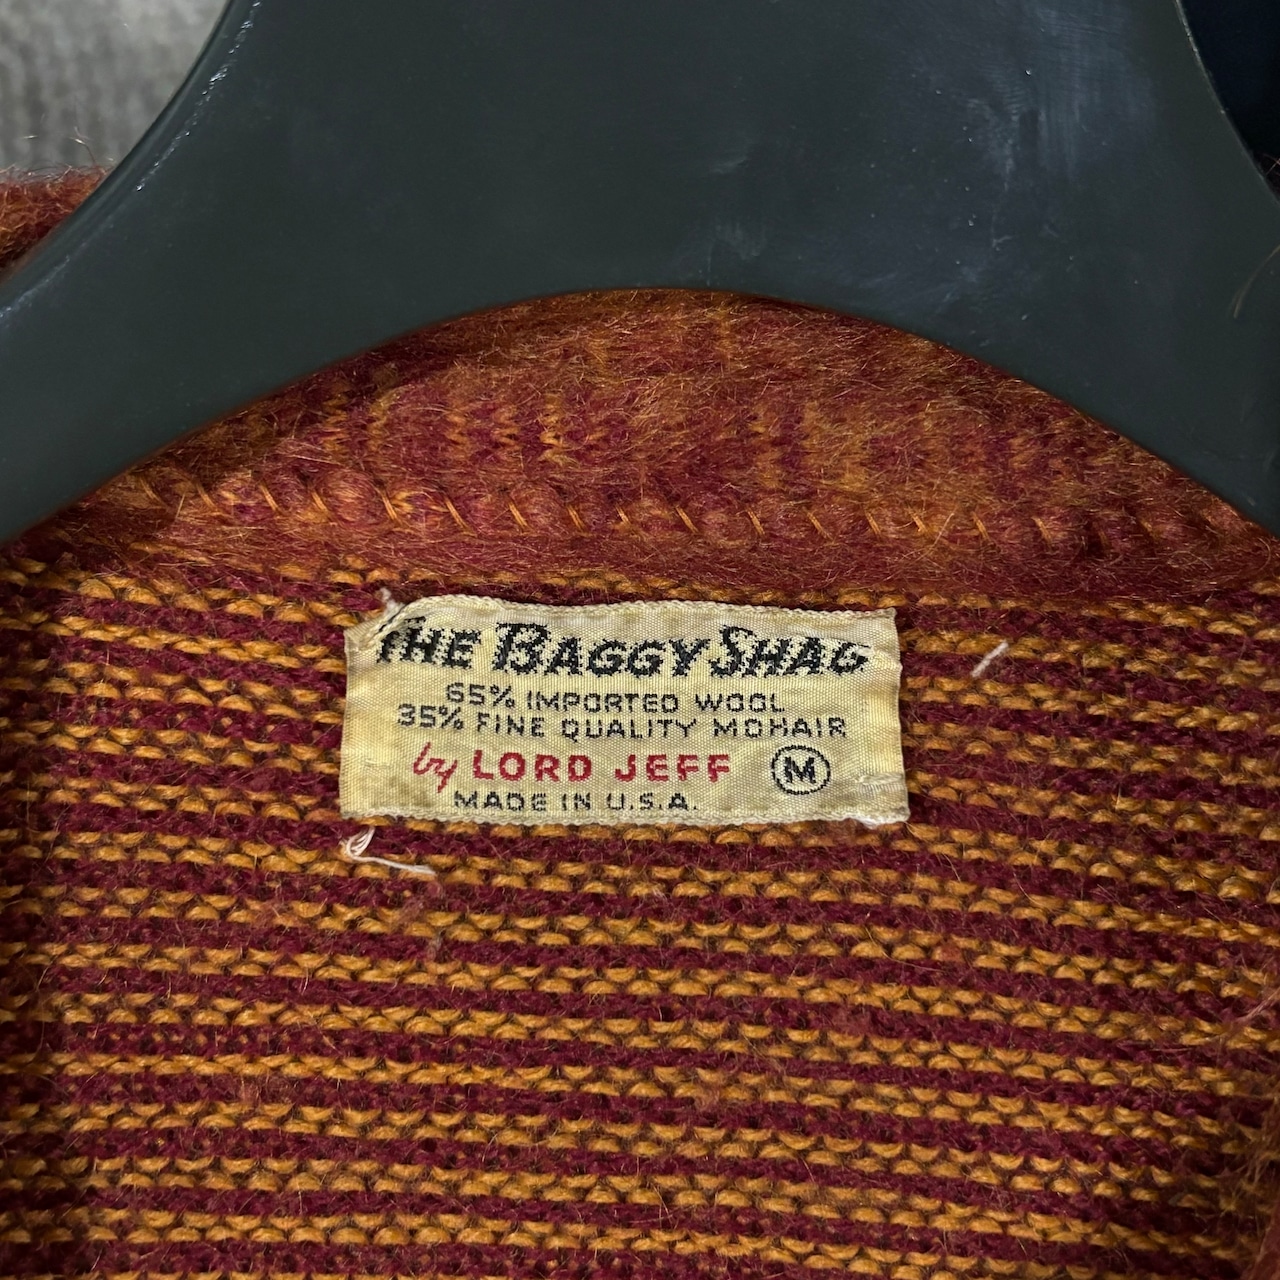 THE BAGGY SHAG
65% IMPORTED WOOL
35% FINE QUALITY MOHAIR
by LORD JEFF M
MADE IN U.S.A.